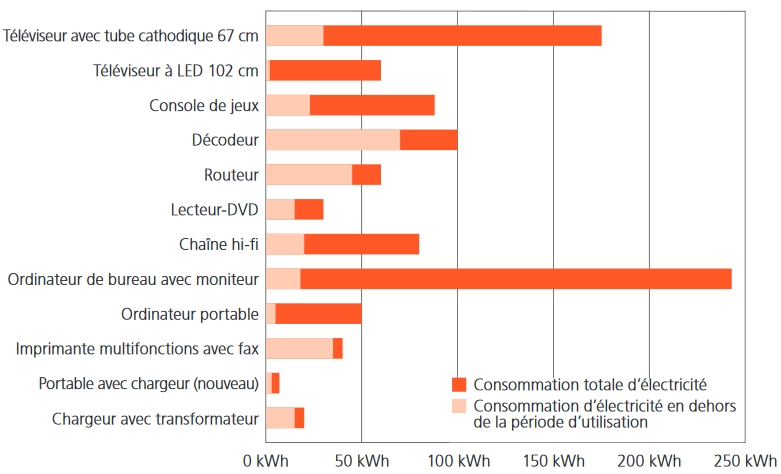 Téléviseur avec tube cathodique 67 cm
Téléviseur à LED 102 cm
Console de jeux
Décodeur
Routeur
Lecteur-DVD
Chaîne hi-fi
Ordinateur de bureau avec moniteur
Ordinateur portable
Imprimante multifonctions avec fax
Portable avec chargeur (nouveau)
Chargeur avec transformateur
Consommation totale d’électricité
Consommation d’électricité en dehors
de la période d’utilisation
0 kWh 50 kWh 100 kWh 150 kWh 200 kWh 250 kWh